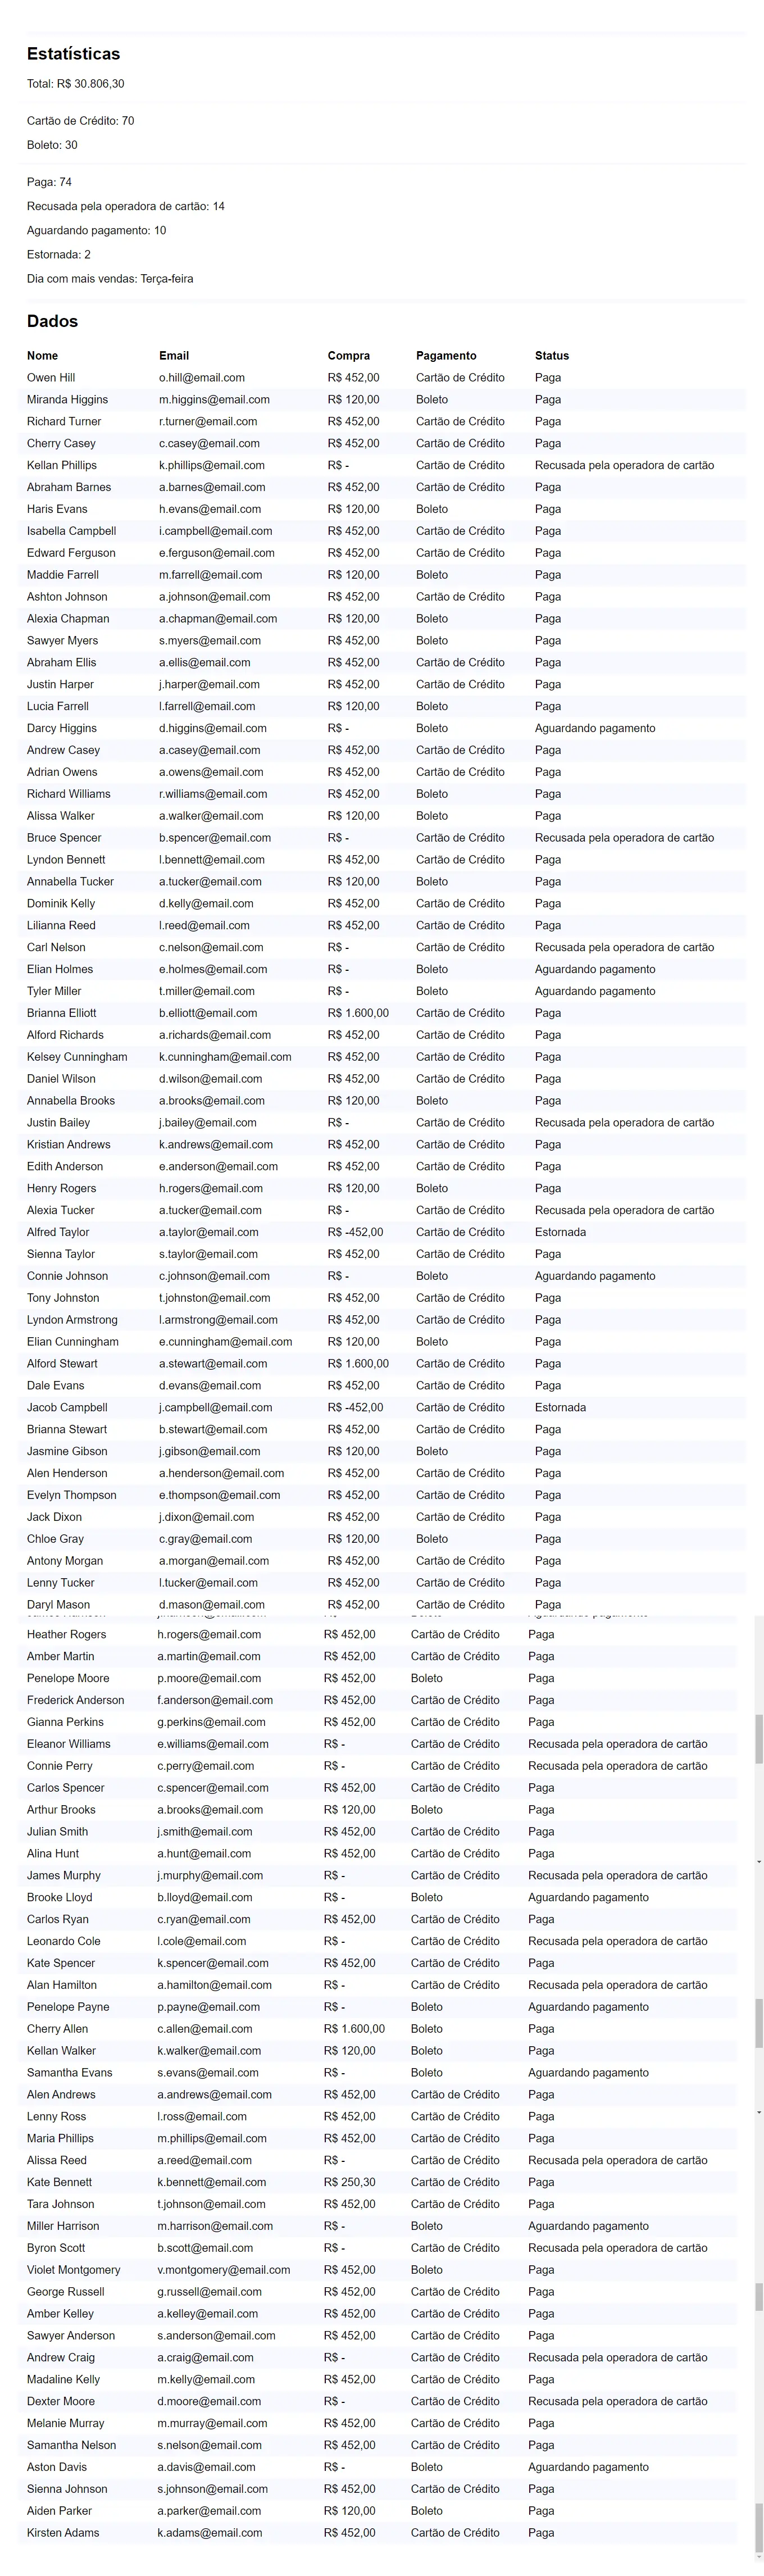 Estatísticas
Total: R$ 30.806,30
Cartão de Crédito: 70
Boleto: 30
Paga: 74
Recusada pela operadora de cartão: 14
Aguardando pagamento: 10
Estornada: 2
Dia com mais vendas: Terça-feira
Dados
Nome Email Compra Pagamento Status
Owen Hill o.hill@email.com R$ 452,00 Cartão de Crédito Paga
Miranda Higgins m.higgins@email.com R$ 120,00 Boleto Paga
Richard Turner r.turner@email.com R$ 452,00 Cartão de Crédito Paga
Cherry Casey c.casey@email.com R$ 452,00 Cartão de Crédito Paga
Kellan Phillips k.phillips@email.com R$ - Cartão de Crédito Recusada pela operadora de cartão
Abraham Barnes a.barnes@email.com R$ 452,00 Cartão de Crédito Paga
Haris Evans h.evans@email.com R$ 120,00 Boleto Paga
Isabella Campbell i.campbell@email.com R$ 452,00 Cartão de Crédito Paga
Edward Ferguson e.ferguson@email.com R$ 452,00 Cartão de Crédito Paga
Maddie Farrell m.farrell@email.com R$ 120,00 Boleto Paga
Ashton Johnson a.johnson@email.com R$ 452,00 Cartão de Crédito Paga
Alexia Chapman a.chapman@email.com R$ 120,00 Boleto Paga
Sawyer Myers s.myers@email.com R$ 452,00 Boleto Paga
Abraham Ellis a.ellis@email.com R$ 452,00 Cartão de Crédito Paga
Justin Harper j.harper@email.com R$ 452,00 Cartão de Crédito Paga
Lucia Farrell l.farrell@email.com R$ 120,00 Boleto Paga
Darcy Higgins d.higgins@email.com R$ - Boleto Aguardando pagamento
Andrew Casey a.casey@email.com R$ 452,00 Cartão de Crédito Paga
Adrian Owens a.owens@email.com R$ 452,00 Cartão de Crédito Paga
Richard Williams r.williams@email.com R$ 452,00 Boleto Paga
Alissa Walker a.walker@email.com R$ 120,00 Boleto Paga
Bruce Spencer b.spencer@email.com R$ - Cartão de Crédito Recusada pela operadora de cartão
Lyndon Bennett l.bennett@email.com R$ 452,00 Cartão de Crédito Paga
Annabella Tucker a.tucker@email.com R$ 120,00 Boleto Paga
Dominik Kelly d.kelly@email.com R$ 452,00 Cartão de Crédito Paga
Lilianna Reed l.reed@email.com R$ 452,00 Cartão de Crédito Paga
Carl Nelson c.nelson@email.com R$ - Cartão de Crédito Recusada pela operadora de cartão
Elian Holmes e.holmes@email.com R$ - Boleto Aguardando pagamento
Tyler Miller t.miller@email.com R$ - Boleto Aguardando pagamento
Brianna Elliott b.elliott@email.com R$ 1.600,00 Cartão de Crédito Paga
Alford Richards a.richards@email.com R$ 452,00 Cartão de Crédito Paga
Kelsey Cunningham k.cunningham@email.com R$ 452,00 Cartão de Crédito Paga
Daniel Wilson d.wilson@email.com R$ 452,00 Cartão de Crédito Paga
Annabella Brooks a.brooks@email.com R$ 120,00 Boleto Paga
Justin Bailey j.bailey@email.com R$ - Cartão de Crédito Recusada pela operadora de cartão
Kristian Andrews k.andrews@email.com R$ 452,00 Cartão de Crédito Paga
Edith Anderson e.anderson@email.com R$ 452,00 Cartão de Crédito Paga
Henry Rogers h.rogers@email.com R$ 120,00 Boleto Paga
Alexia Tucker a.tucker@email.com R$ - Cartão de Crédito Recusada pela operadora de cartão
Alfred Taylor a.taylor@email.com R$ -452,00 Cartão de Crédito Estornada
Sienna Taylor s.taylor@email.com R$ 452,00 Cartão de Crédito Paga
Connie Johnson c.johnson@email.com R$ - Boleto Aguardando pagamento
Tony Johnston t.johnston@email.com R$ 452,00 Cartão de Crédito Paga
Lyndon Armstrong l.armstrong@email.com R$ 452,00 Cartão de Crédito Paga
Elian Cunningham e.cunningham@email.com R$ 120,00 Boleto Paga
Alford Stewart a.stewart@email.com R$ 1.600,00 Cartão de Crédito Paga
Dale Evans d.evans@email.com R$ 452,00 Cartão de Crédito Paga
Jacob Campbell j.campbell@email.com R$ -452,00 Cartão de Crédito Estornada
Brianna Stewart b.stewart@email.com R$ 452,00 Cartão de Crédito Paga
Jasmine Gibson j.gibson@email.com R$ 120,00 Boleto Paga
Alen Henderson a.henderson@email.com R$ 452,00 Cartão de Crédito Paga
Evelyn Thompson e.thompson@email.com R$ 452,00 Cartão de Crédito Paga
Jack Dixon j.dixon@email.com R$ 452,00 Cartão de Crédito Paga
Chloe Gray c.gray@email.com R$ 120,00 Boleto Paga
Antony Morgan a.morgan@email.com R$ 452,00 Cartão de Crédito Paga
Lenny Tucker l.tucker@email.com R$ 452,00 Cartão de Crédito Paga
Daryl Mason d.mason@email.com R$ 452,00 Cartão de Crédito Paga
Heather Rogers h.rogers@email.com R$ 452,00 Cartão de Crédito Paga
Amber Martin a.martin@email.com R$ 452,00 Cartão de Crédito Paga
Penelope Moore p.moore@email.com R$ 452,00 Boleto Paga
Frederick Anderson f.anderson@email.com R$ 452,00 Cartão de Crédito Paga
Gianna Perkins g.perkins@email.com R$ 452,00 Cartão de Crédito Paga
Eleanor Williams e.williams@email.com R$ - Cartão de Crédito Recusada pela operadora de cartão
Connie Perry c.perry@email.com R$ - Cartão de Crédito Recusada pela operadora de cartão
Carlos Spencer c.spencer@email.com R$ 452,00 Cartão de Crédito Paga
Arthur Brooks a.brooks@email.com R$ 120,00 Boleto Paga
Julian Smith j.smith@email.com R$ 452,00 Cartão de Crédito Paga
Alina Hunt a.hunt@email.com R$ 452,00 Cartão de Crédito Paga
James Murphy j.murphy@email.com R$ - Cartão de Crédito Recusada pela operadora de cartão
Brooke Lloyd b.lloyd@email.com R$ - Boleto Aguardando pagamento
Carlos Ryan c.ryan@email.com R$ 452,00 Cartão de Crédito Paga
Leonardo Cole l.cole@email.com R$ - Cartão de Crédito Recusada pela operadora de cartão
Kate Spencer k.spencer@email.com R$ 452,00 Cartão de Crédito Paga
Alan Hamilton a.hamilton@email.com R$ - Cartão de Crédito Recusada pela operadora de cartão
Penelope Payne p.payne@email.com R$ - Boleto Aguardando pagamento
Cherry Allen c.allen@email.com R$ 1.600,00 Boleto Paga
Kellan Walker k.walker@email.com R$ 120,00 Boleto Paga
Samantha Evans s.evans@email.com R$ - Boleto Aguardando pagamento
Alen Andrews a.andrews@email.com R$ 452,00 Cartão de Crédito Paga
Lenny Ross l.ross@email.com R$ 452,00 Cartão de Crédito Paga
Maria Phillips m.phillips@email.com R$ 452,00 Cartão de Crédito Paga
Alissa Reed a.reed@email.com R$ - Cartão de Crédito Recusada pela operadora de cartão
Kate Bennett k.bennett@email.com R$ 250,30 Cartão de Crédito Paga
Tara Johnson t.johnson@email.com R$ 452,00 Cartão de Crédito Paga
Miller Harrison m.harrison@email.com R$ - Boleto Aguardando pagamento
Byron Scott b.scott@email.com R$ - Cartão de Crédito Recusada pela operadora de cartão
Violet Montgomery v.montgomery@email.com R$ 452,00 Boleto Paga
George Russell g.russell@email.com R$ 452,00 Cartão de Crédito Paga
Amber Kelley a.kelley@email.com R$ 452,00 Cartão de Crédito Paga
Sawyer Anderson s.anderson@email.com R$ 452,00 Cartão de Crédito Paga
Andrew Craig a.craig@email.com R$ - Cartão de Crédito Recusada pela operadora de cartão
Madaline Kelly m.kelly@email.com R$ 452,00 Cartão de Crédito Paga
Dexter Moore d.moore@email.com R$ - Cartão de Crédito Recusada pela operadora de cartão
Melanie Murray m.murray@email.com R$ 452,00 Cartão de Crédito Paga
Samantha Nelson s.nelson@email.com R$ 452,00 Cartão de Crédito Paga
Aston Davis a.davis@email.com R$ - Boleto Aguardando pagamento
Sienna Johnson s.johnson@email.com R$ 452,00 Cartão de Crédito Paga
Aiden Parker a.parker@email.com R$ 120,00 Boleto Paga
Kirsten Adams k.adams@email.com R$ 452,00 Cartão de Crédito Paga